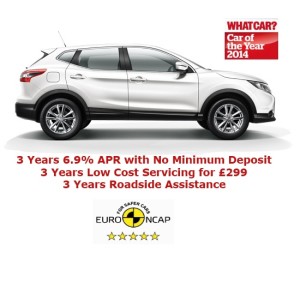 WHATCAR?
Car of
the Year
2014
3 Years 6.9% APR with No Minimum Deposit
3 Years Low Cost Servicing for £299
3 Years Roadside Assistance
FOR SAFER CARS
EURO NCAP